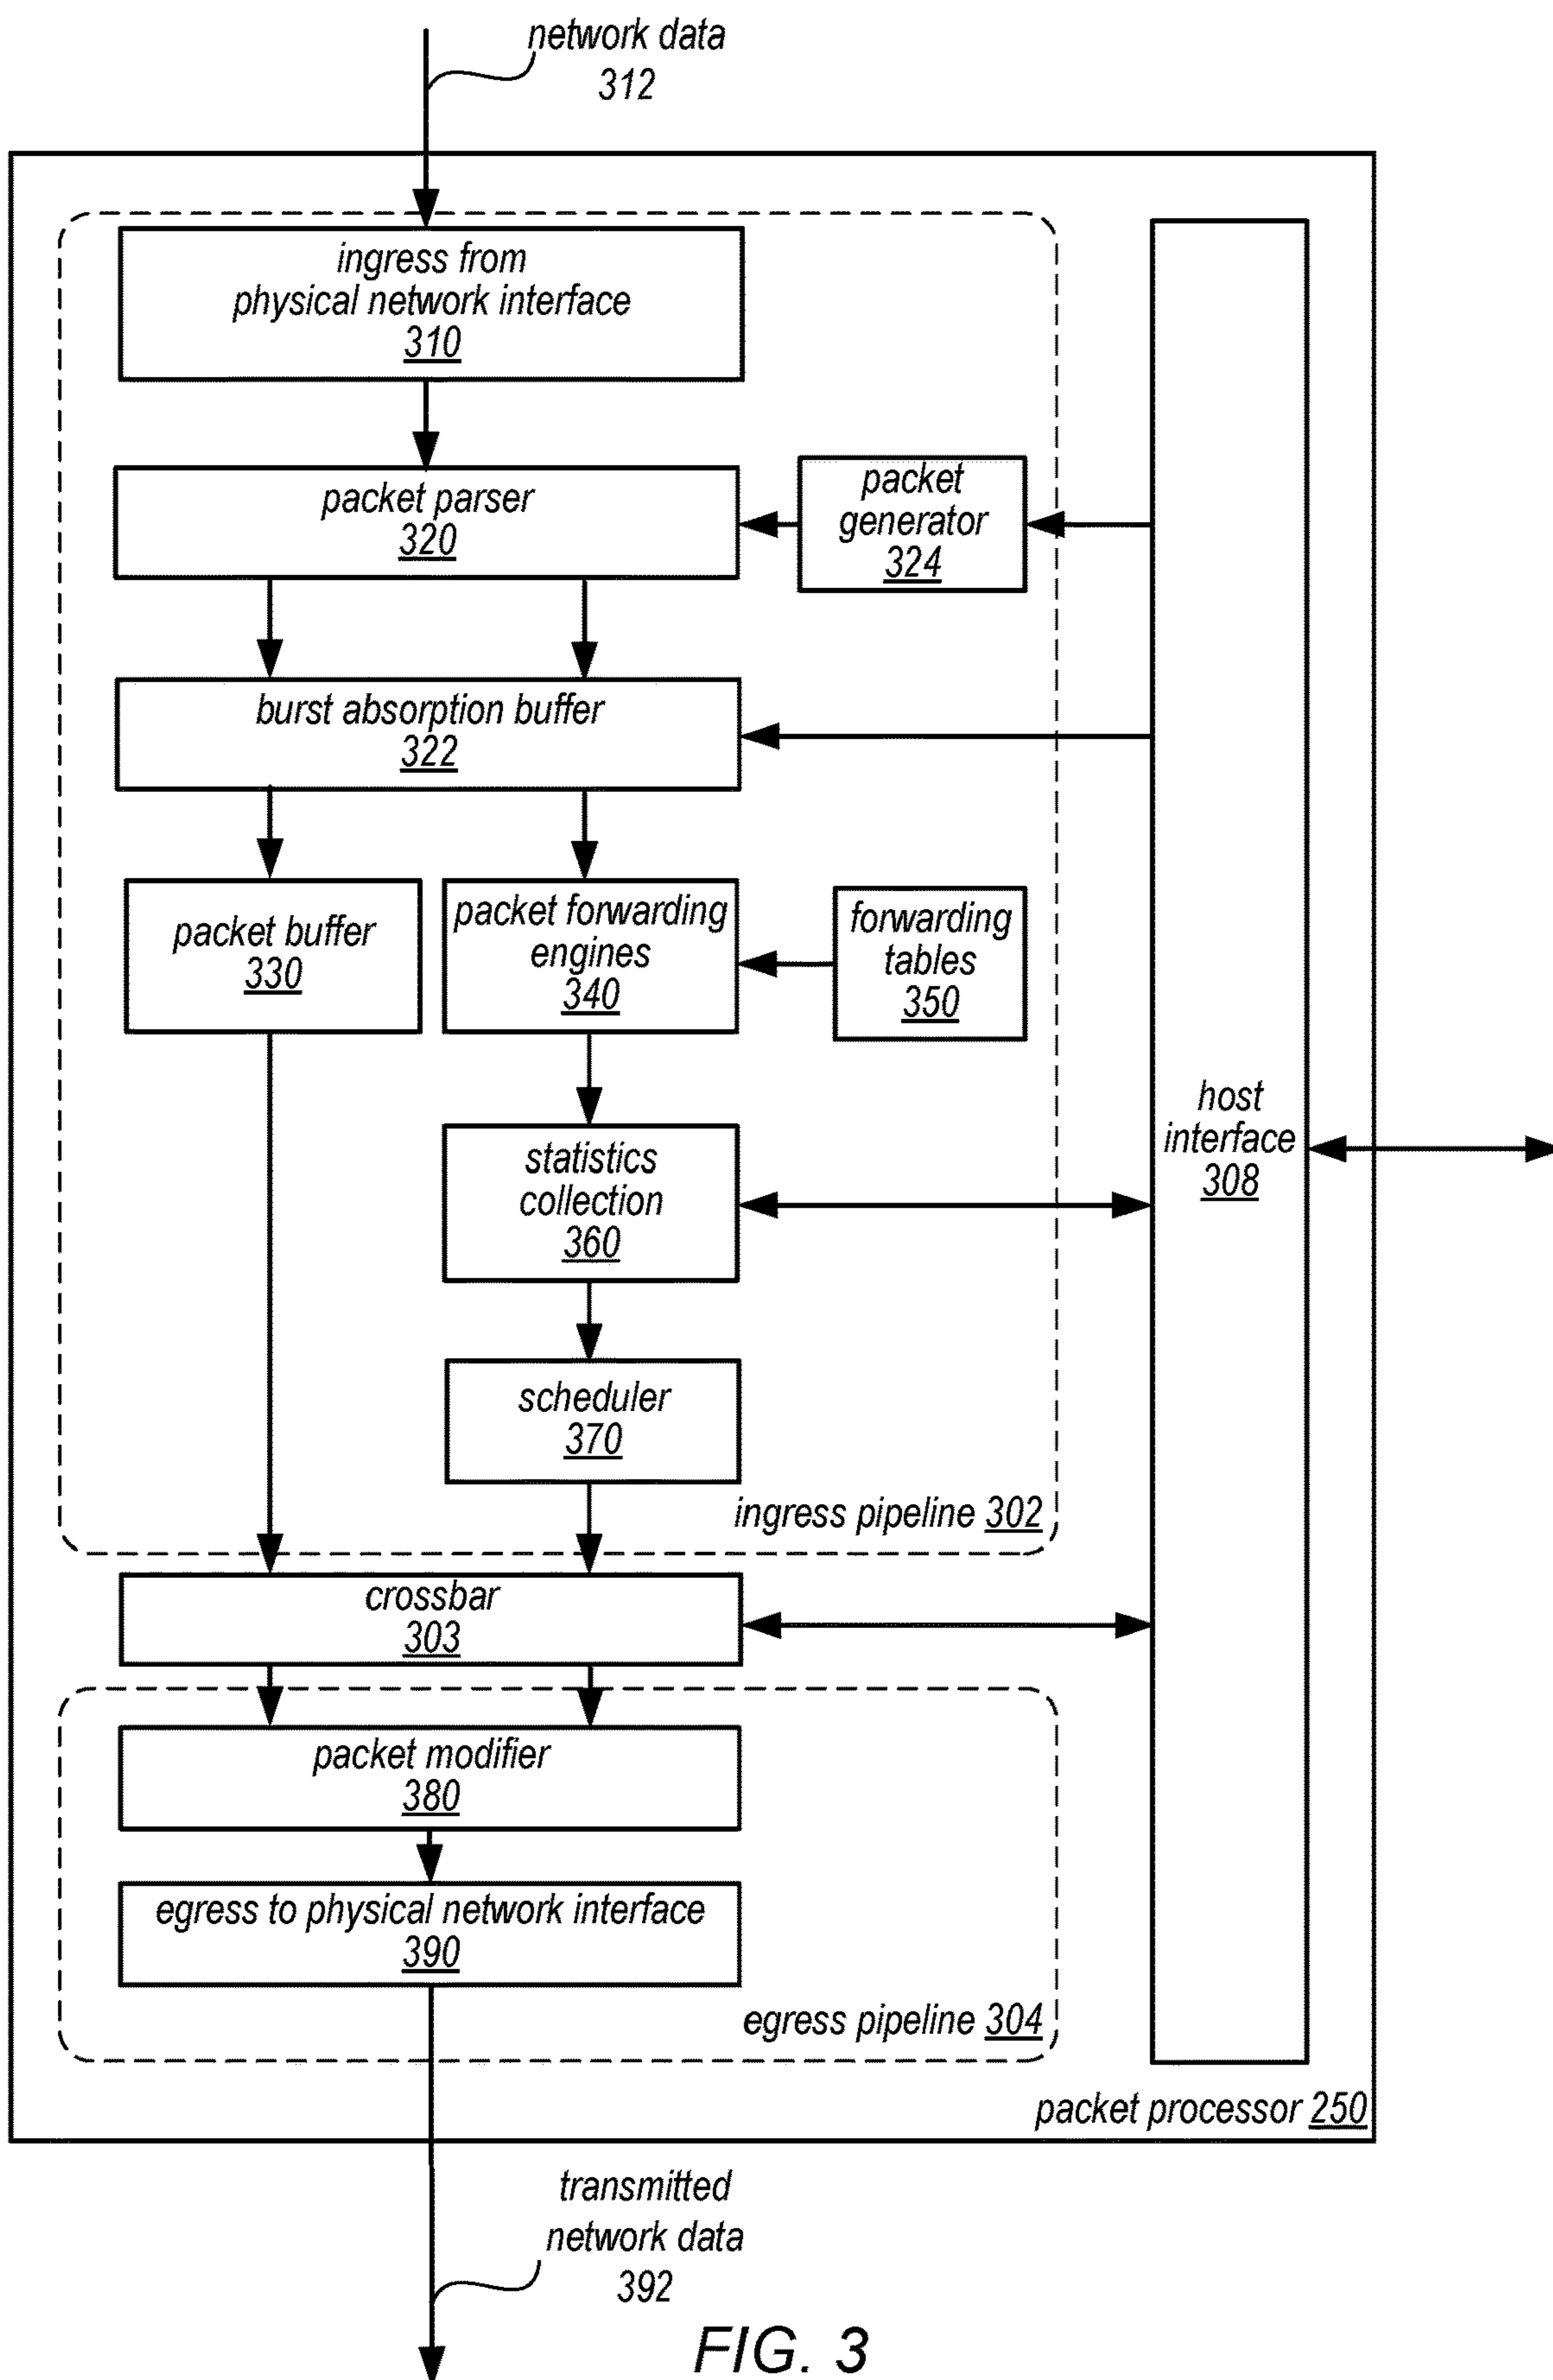 network data
312
ingress from
physical network interface
310
packet parser
320
packet
generator
324
burst absorption buffer
322
packet buffer
330
packet forwarding
engines
340
forwarding
tables
350
host
interface
308
statistics
collection
360
scheduler
370
ingress pipeline 302
crossbar
303
packet modifier
380
egress to physical network interface
390
egress pipeline 304
packet processor 250
transmitted
network data
392
FIG. 3